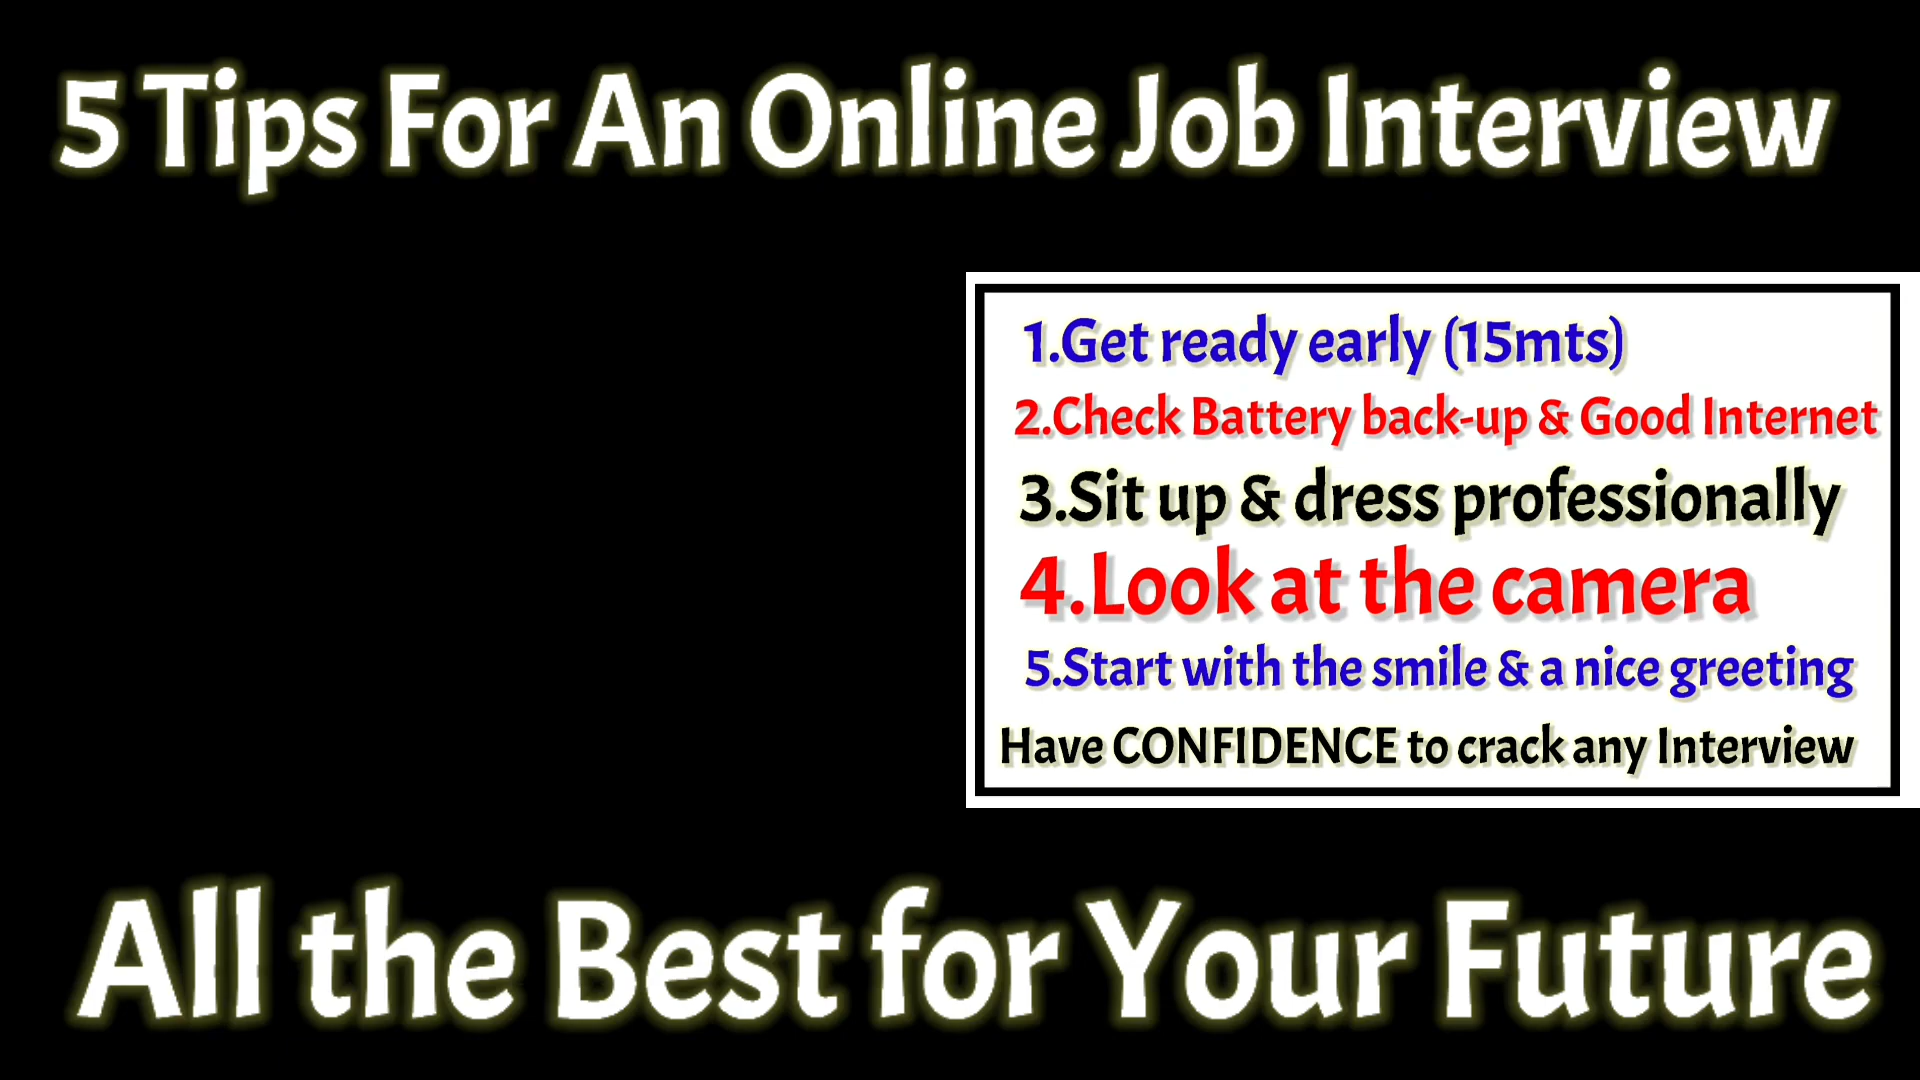 5 Tips For An Online Job Interview
1.Get ready early (15mts)
2.Check Battery back-up & Good Internet
3.Sit up & dress professionally
4.Look at the camera
5.Start with the smile & a nice greeting
Have CONFIDENCE to crack any Interview
All the Best for Your Future